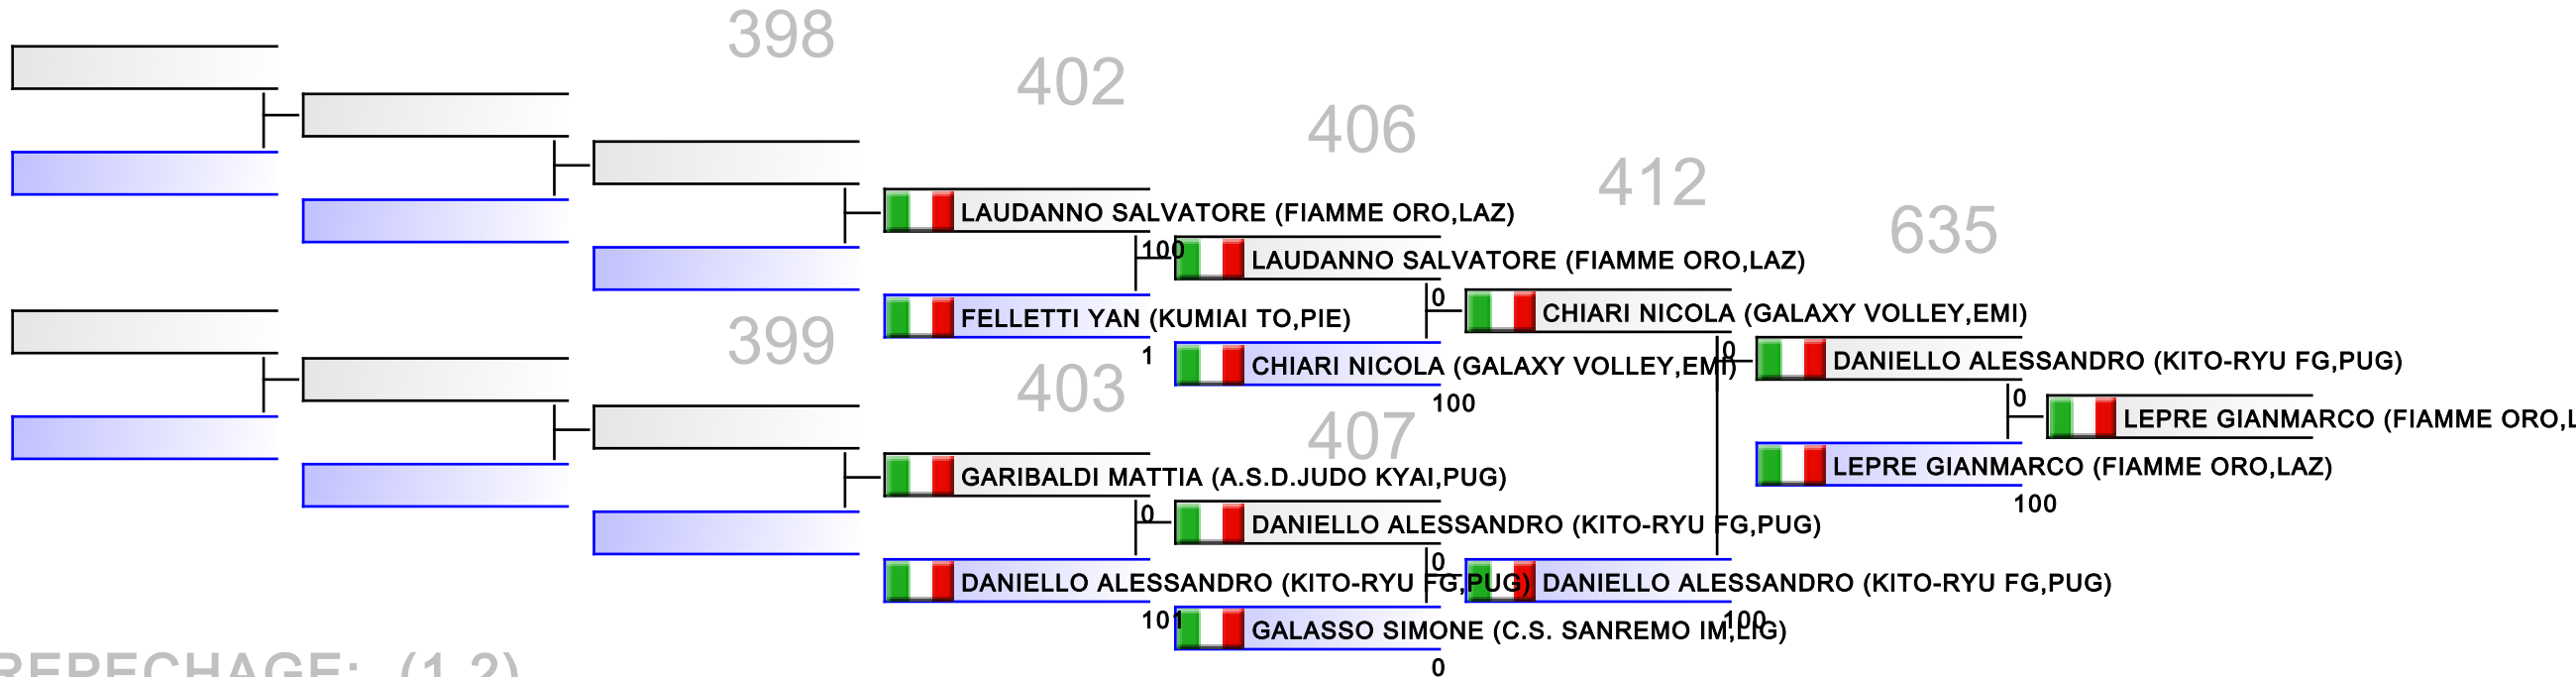 398
402
406
412
635
LAUDANNO SALVATORE (FIAMME ORO,LAZ)
100
LAUDANNO SALVATORE (FIAMME ORO,LAZ)
0
FELLETTI YAN (KUMIAI TO,PIE)
1
CHIARI NICOLA (GALAXY VOLLEY,EMI)
0
CHIARI NICOLA (GALAXY VOLLEY,EMI)
100
DANIELLO ALESSANDRO (KITO-RYU FG,PUG)
0
LEPRE GIANMARCO (FIAMME ORO,L
LEPRE GIANMARCO (FIAMME ORO,LAZ)
100
399
403
407
GARIBALDI MATTIA (A.S.D.JUDO KYAI,PUG)
0
DANIELLO ALESSANDRO (KITO-RYU FG,PUG)
0
DANIELLO ALESSANDRO (KITO-RYU FG,PUG)
101
DANIELLO ALESSANDRO (KITO-RYU FG,PUG)
100
GALASSO SIMONE (C.S. SANREMO IM,LIG)
0
REPECHAGE: (1,2)